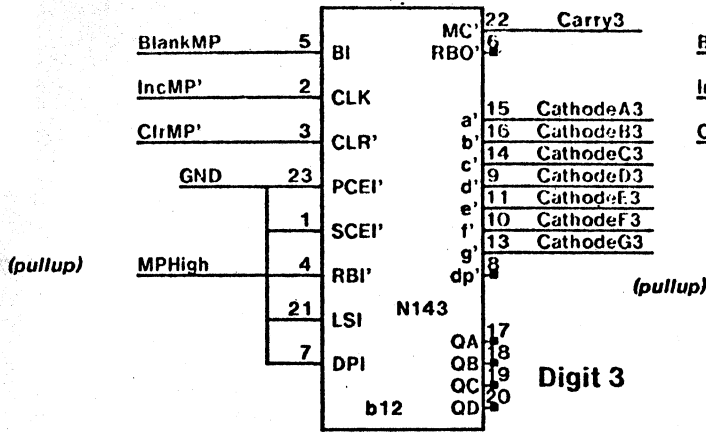 MC' 22 Carry3
BlankMP 5 BI RBO' 6
IncMP' 2 CLK
ClrMP' 3 CLR'
a' 15 CathodeA3
b' 16 CathodeB3
c' 14 CathodeC3
GND 23 PCEI' d' 9 CathodeD3
e' 11 CathodeE3
1 SCEI' f' 10 CathodeF3
g' 13 CathodeG3
(pullup) MPHigh 4 RBI' dp' 8
(pullup)
21 LSI N143
QA 17
7 DPI QB 18
QC 19 Digit 3
b12 QD 20